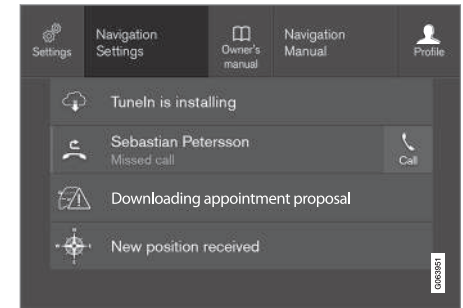 Settings
Navigation
Settings
Owner's
manual
Navigation
Manual
Profile
TuneIn is installing
Sebastian Petersson
Missed call
Call
Downloading appointment proposal
New position received
G063951